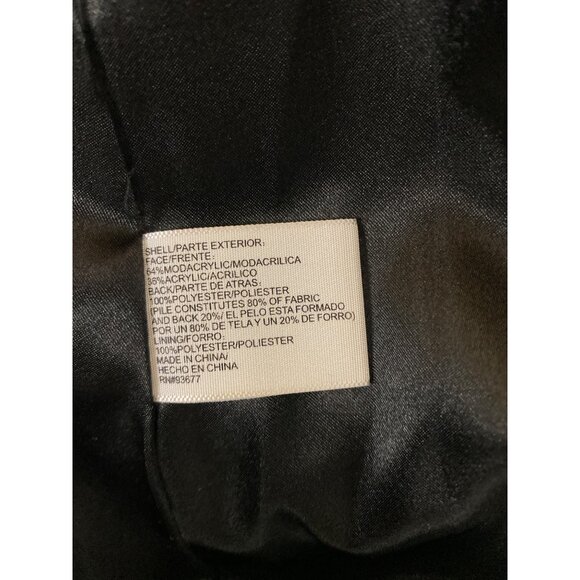 SHELL/PARTE EXTERIOR:
FACE/FRENTE:
64%MODACRYLIC/MODACRILICA
36%ACRYLIC/ACRILICO
BACK/PARTE DE ATRAS:
100%POLYESTER/POLIESTER
(PILE CONSTITUTES 80% OF FABRIC
AND BACK 20%/ EL PELO ESTA FORMADO
POR UN 80% DE TELA Y UN 20% DE FORRO)
LINING/FORRO:
100%POLYESTER/POLIESTER
MADE IN CHINA/
HECHO EN CHINA
RN#93677